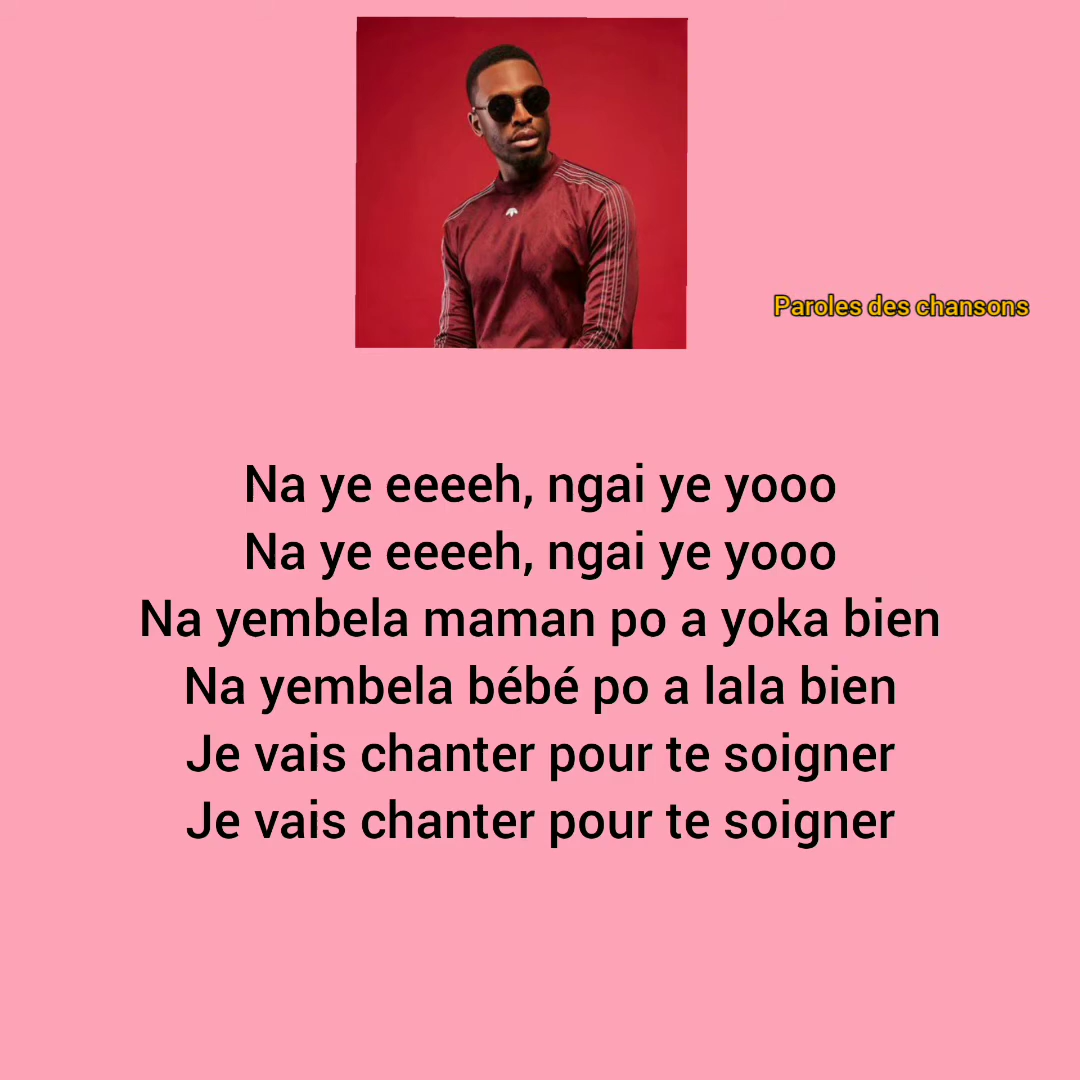 Paroles des chansons
Na ye eeeeh, ngai ye yooo
Na ye eeeeh, ngai ye yooo
Na yembela maman po a yoka bien
Na yembela bébé po a lala bien
Je vais chanter pour te soigner
Je vais chanter pour te soigner